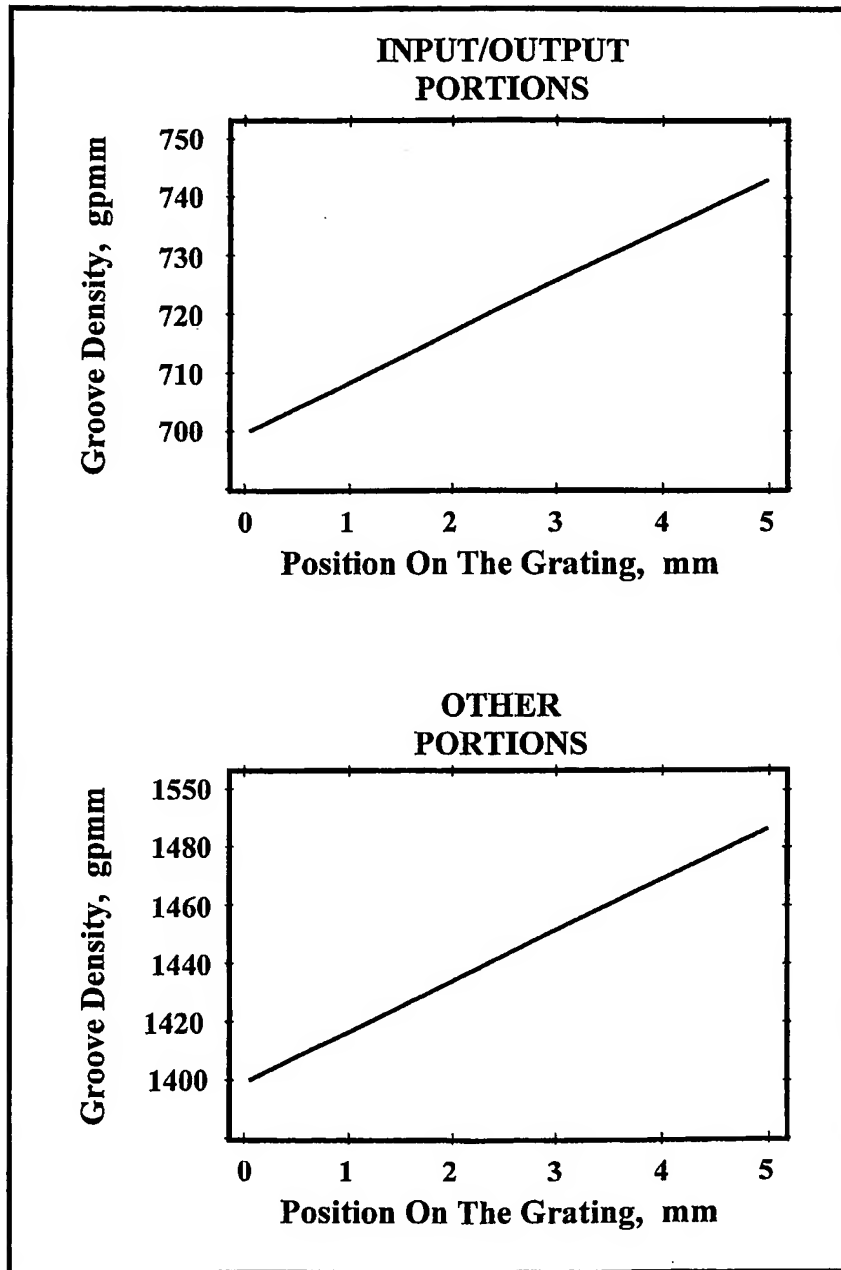 INPUT/OUTPUT
PORTIONS
Groove Density, gpmm
750
740
730
720
710
700
0 1 2 3 4 5
Position On The Grating, mm
OTHER
PORTIONS
Groove Density, gpmm
1550
1480
1460
1440
1420
1400
0 1 2 3 4 5
Position On The Grating, mm